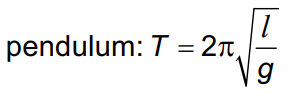 pendulum: T = 2π√(l/g)